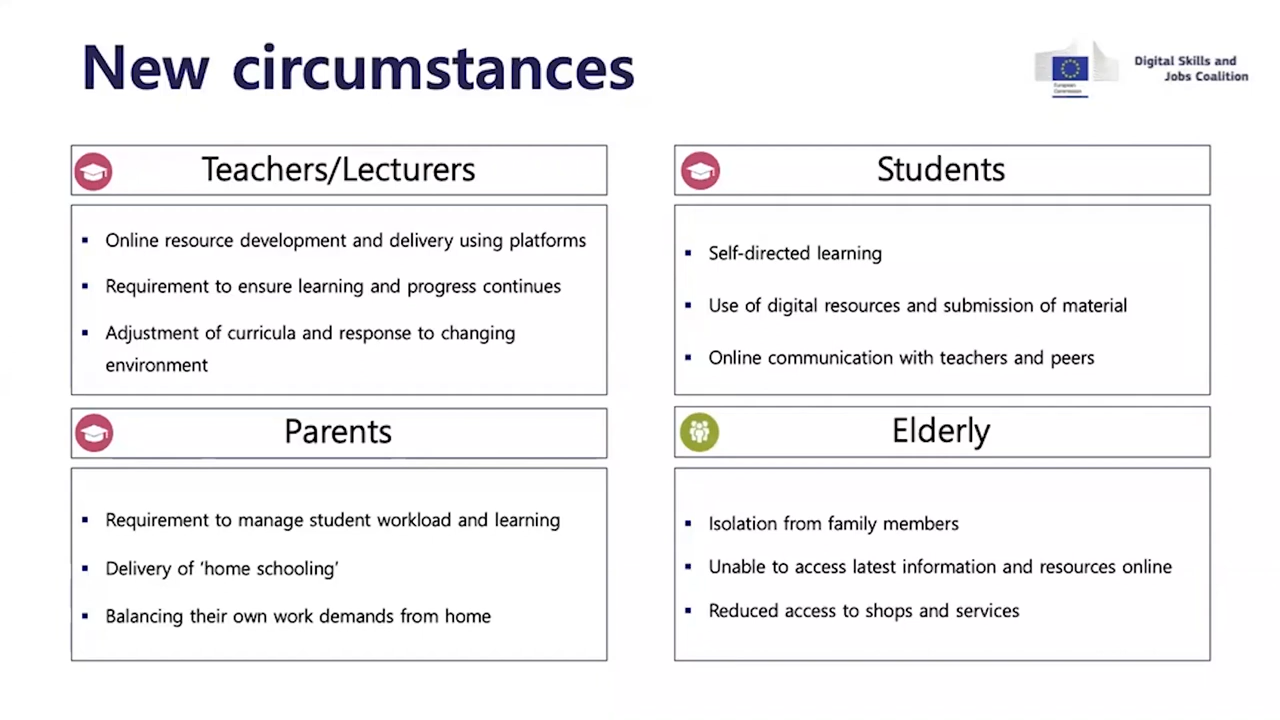 New circumstances
European
Commission
Digital Skills and
Jobs Coalition
Teachers/Lecturers
▪ Online resource development and delivery using platforms
▪ Requirement to ensure learning and progress continues
▪ Adjustment of curricula and response to changing
environment
Students
▪ Self-directed learning
▪ Use of digital resources and submission of material
▪ Online communication with teachers and peers
Parents
▪ Requirement to manage student workload and learning
▪ Delivery of ‘home schooling’
▪ Balancing their own work demands from home
Elderly
▪ Isolation from family members
▪ Unable to access latest information and resources online
▪ Reduced access to shops and services